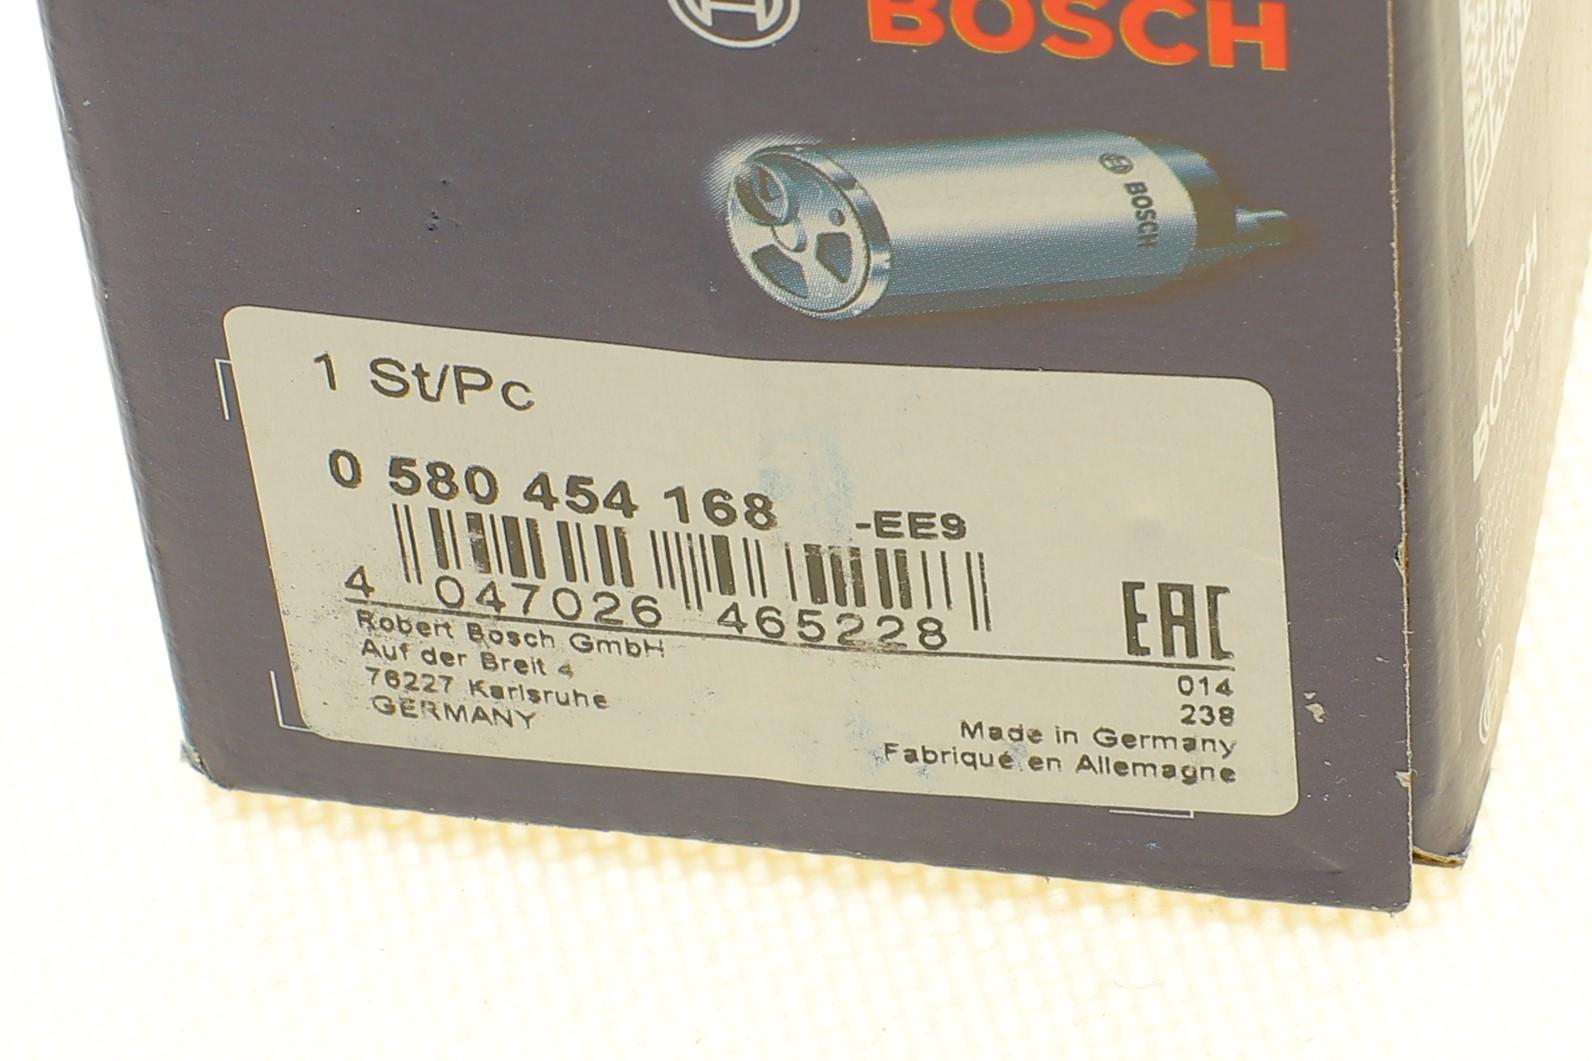 BOSCH
BOSCH
1 St/Pc
0 580 454 168 -EE9
4 047026 465228
EAC
Robert Bosch GmbH
Auf der Breit 4
76227 Karlsruhe
GERMANY
014
238
Made in Germany
Fabriqué en Allemagne
BOSCH